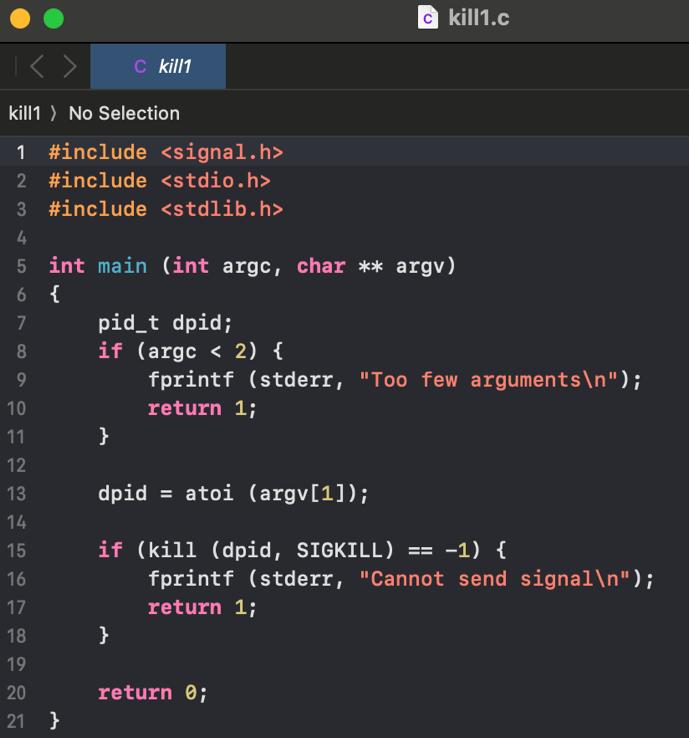 C kill1.c
C kill1
kill1 〉 No Selection
1 #include <signal.h>
2 #include <stdio.h>
3 #include <stdlib.h>
4
5 int main (int argc, char ** argv)
6 {
7     pid_t dpid;
8     if (argc < 2) {
9         fprintf (stderr, "Too few arguments\n");
10         return 1;
11     }
12
13     dpid = atoi (argv[1]);
14
15     if (kill (dpid, SIGKILL) == -1) {
16         fprintf (stderr, "Cannot send signal\n");
17         return 1;
18     }
19
20     return 0;
21 }